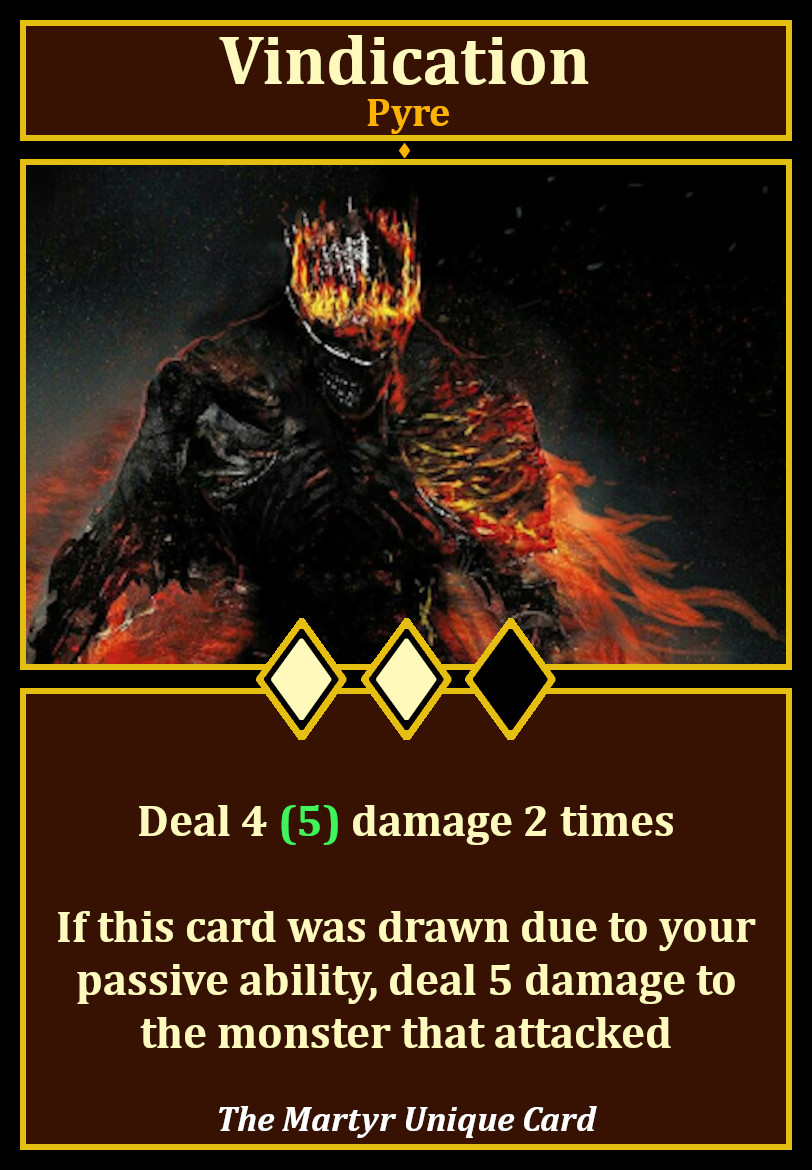 Vindication
Pyre
Deal 4 (5) damage 2 times
If this card was drawn due to your
passive ability, deal 5 damage to
the monster that attacked
The Martyr Unique Card